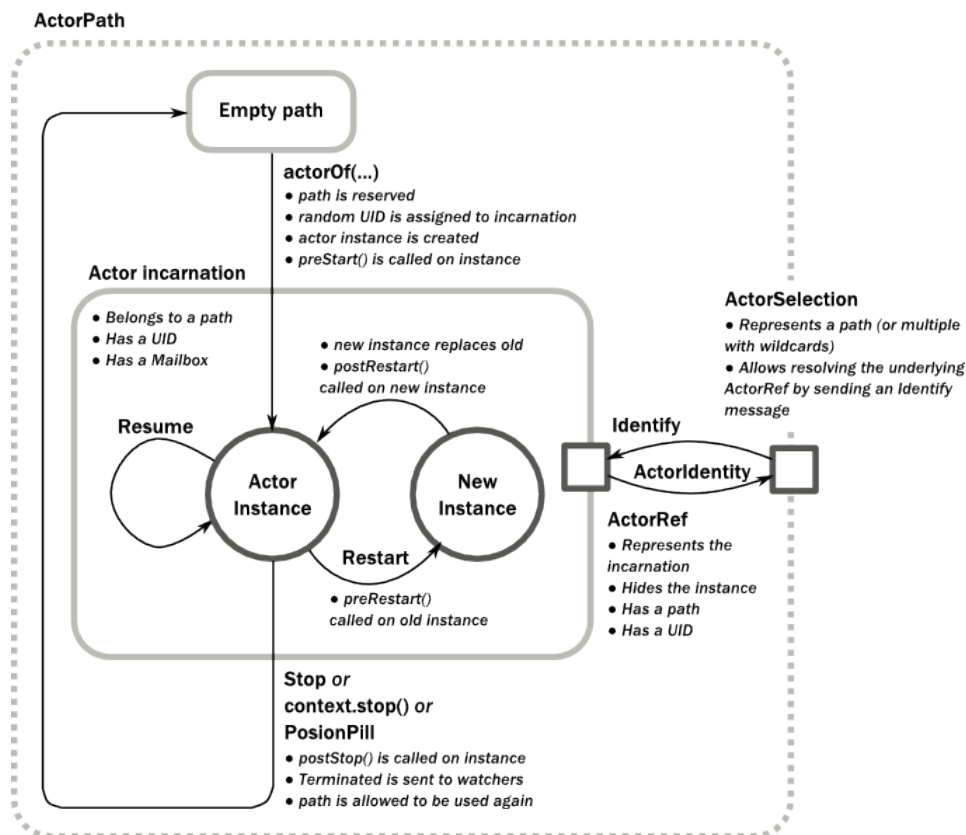 ActorPath
Empty path
actorOf(...)
● path is reserved
● random UID is assigned to incarnation
● actor instance is created
● preStart() is called on instance
Actor incarnation
● Belongs to a path
● Has a UID
● Has a Mailbox
● new instance replaces old
● postRestart()
called on new instance
ActorSelection
● Represents a path (or multiple
with wildcards)
● Allows resolving the underlying
ActorRef by sending an Identify
message
Resume
Identify
Actor
Instance
New
Instance
ActorIdentity
Restart
● preRestart()
called on old instance
ActorRef
● Represents the
incarnation
● Hides the instance
● Has a path
● Has a UID
Stop or
context.stop() or
PosionPill
● postStop() is called on instance
● Terminated is sent to watchers
● path is allowed to be used again